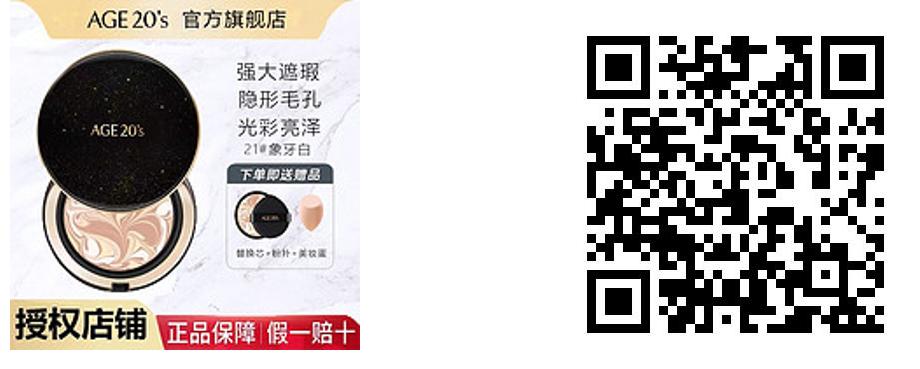 AGE 20's 官方旗舰店
强大遮瑕
隐形毛孔
光彩亮泽
21#象牙白
AGE 20's
下单即送赠品
替换芯+粉扑+美妆蛋
授权店铺
正品保障 假一赔十